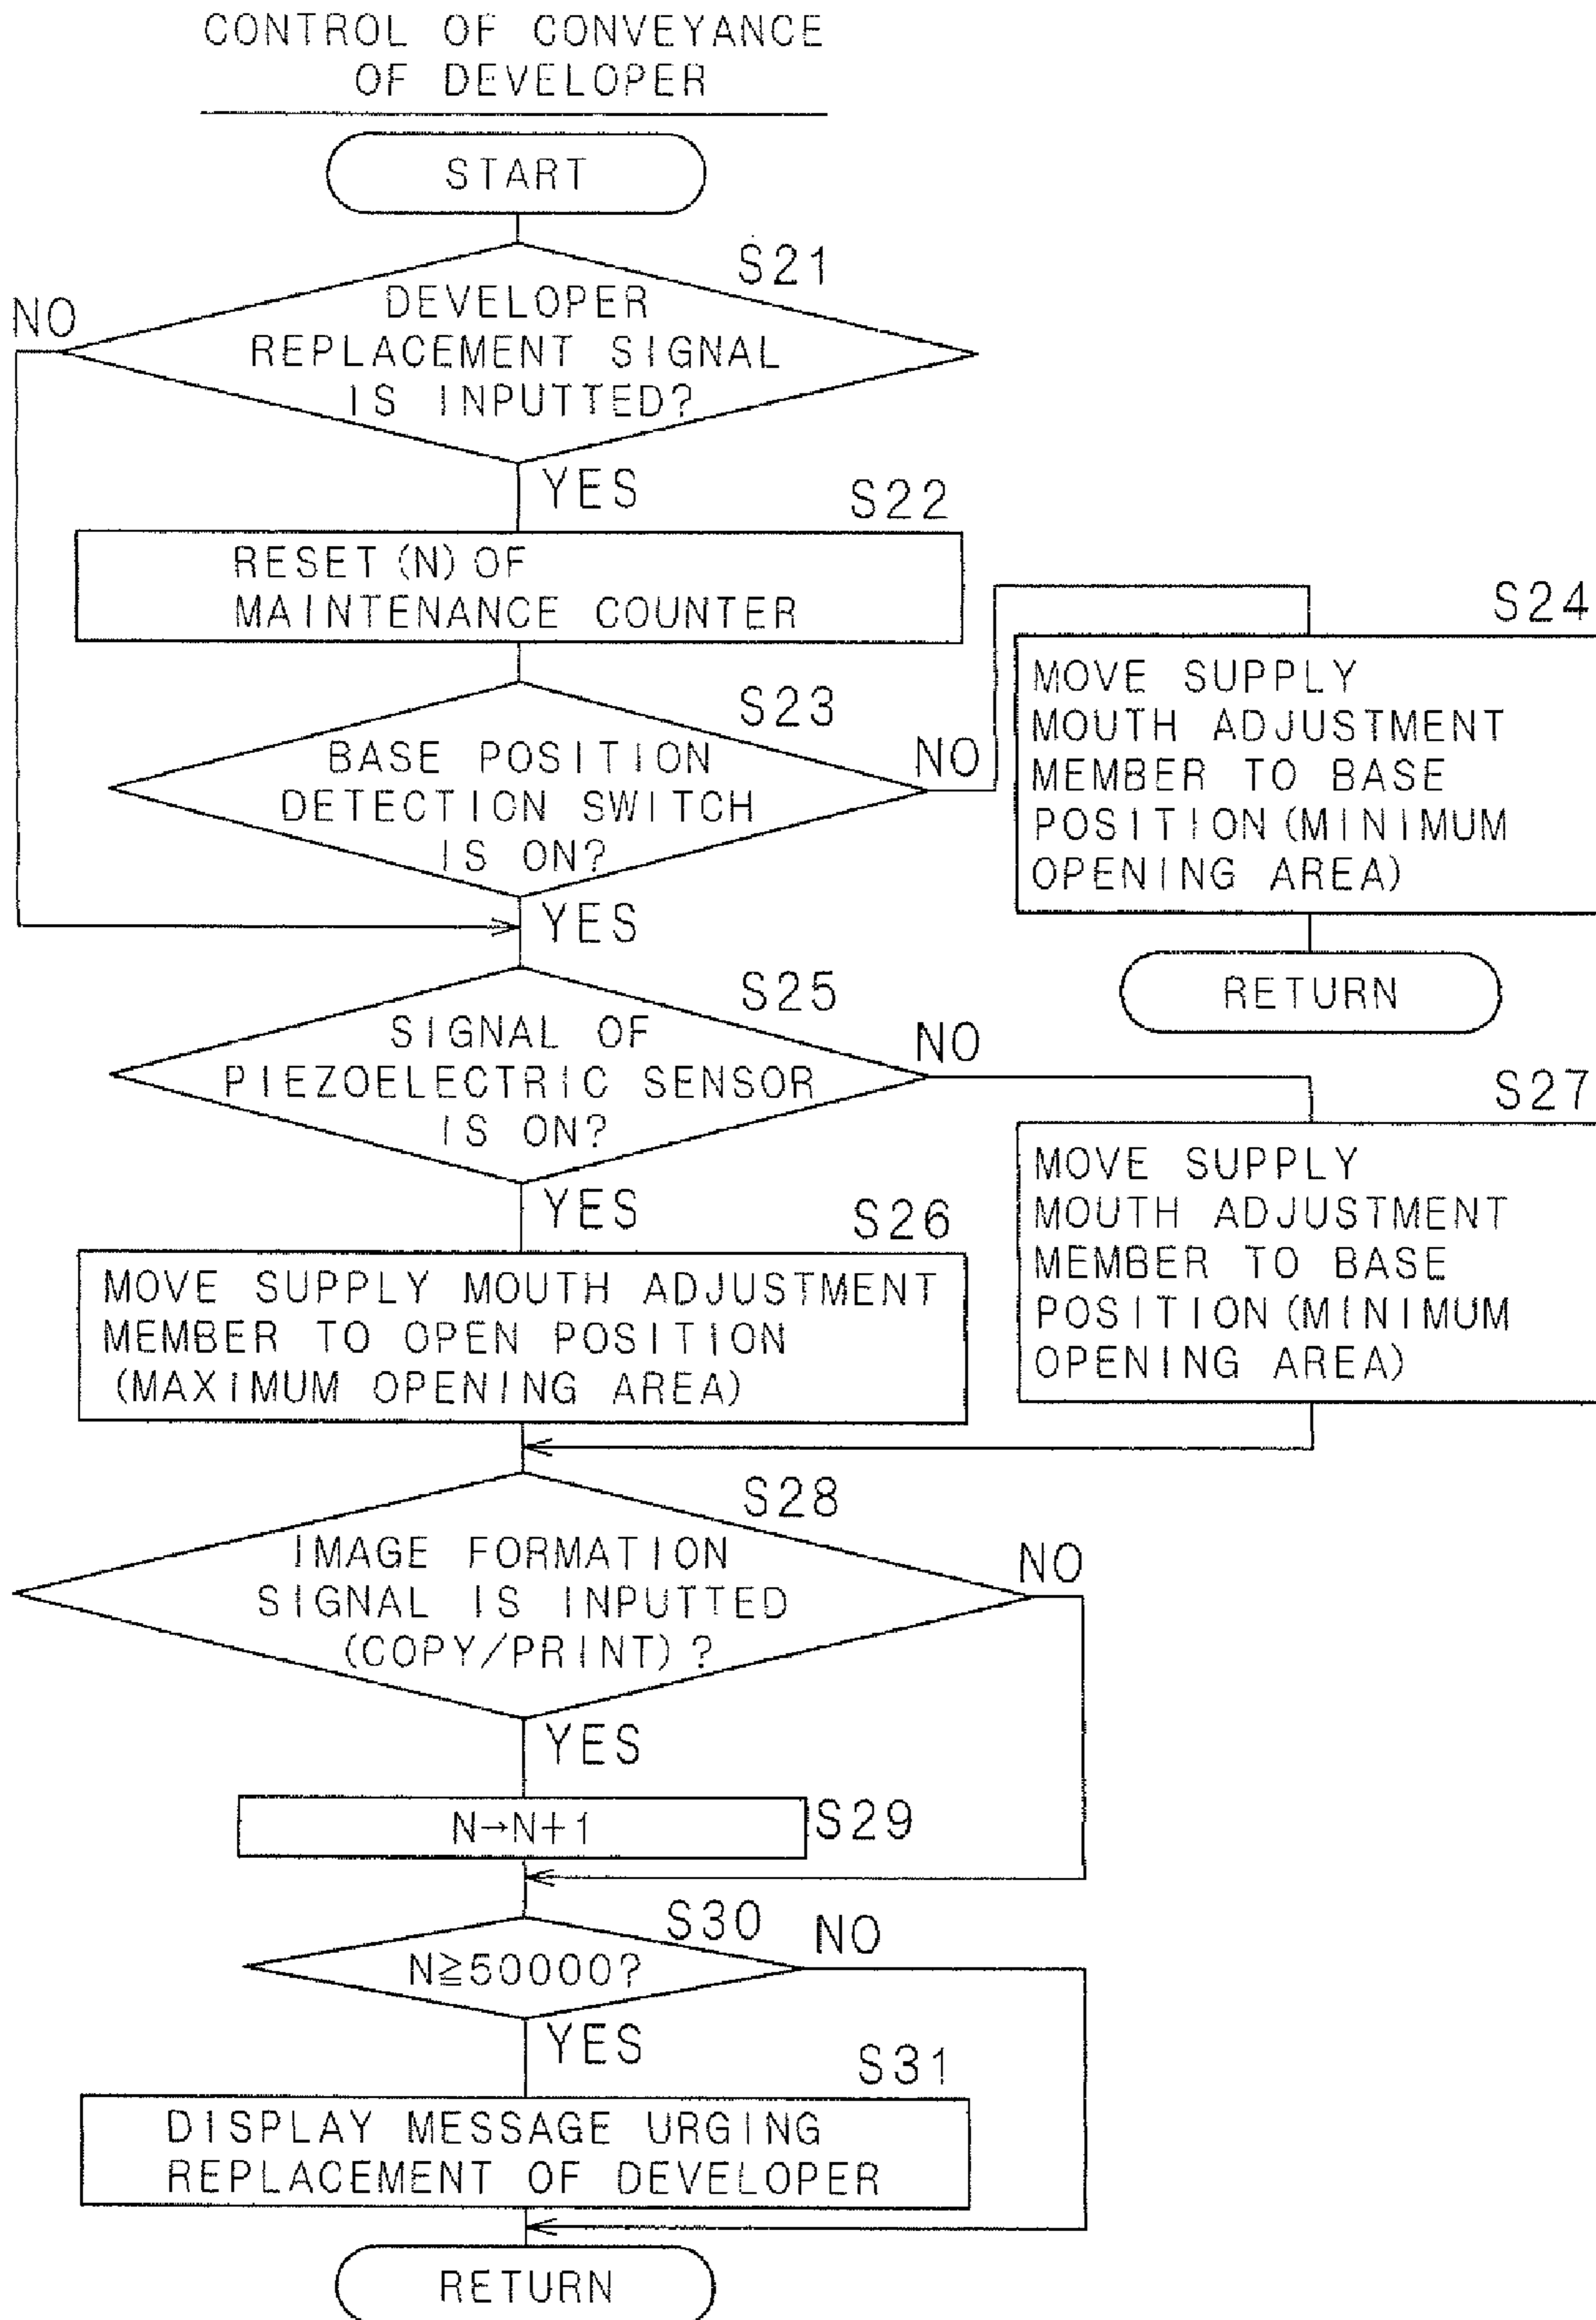 CONTROL OF CONVEYANCE
OF DEVELOPER
START
S21
NO
DEVELOPER
REPLACEMENT SIGNAL
IS INPUTTED?
YES
S22
RESET(N)OF
MAINTENANCE COUNTER
S23
BASE POSITION
DETECTION SWITCH
IS ON?
NO
YES
S24
MOVE SUPPLY
MOUTH ADJUSTMENT
MEMBER TO BASE
POSITION(MINIMUM
OPENING AREA)
RETURN
S25
SIGNAL OF
PIEZOELECTRIC SENSOR
IS ON?
NO
YES
S26
MOVE SUPPLY MOUTH ADJUSTMENT
MEMBER TO OPEN POSITION
(MAXIMUM OPENING AREA)
S27
MOVE SUPPLY
MOUTH ADJUSTMENT
MEMBER TO BASE
POSITION(MINIMUM
OPENING AREA)
S28
IMAGE FORMATION
SIGNAL IS INPUTTED
(COPY/PRINT)?
NO
YES
N→N+1
S29
S30
N≧50000?
NO
YES
S31
DISPLAY MESSAGE URGING
REPLACEMENT OF DEVELOPER
RETURN